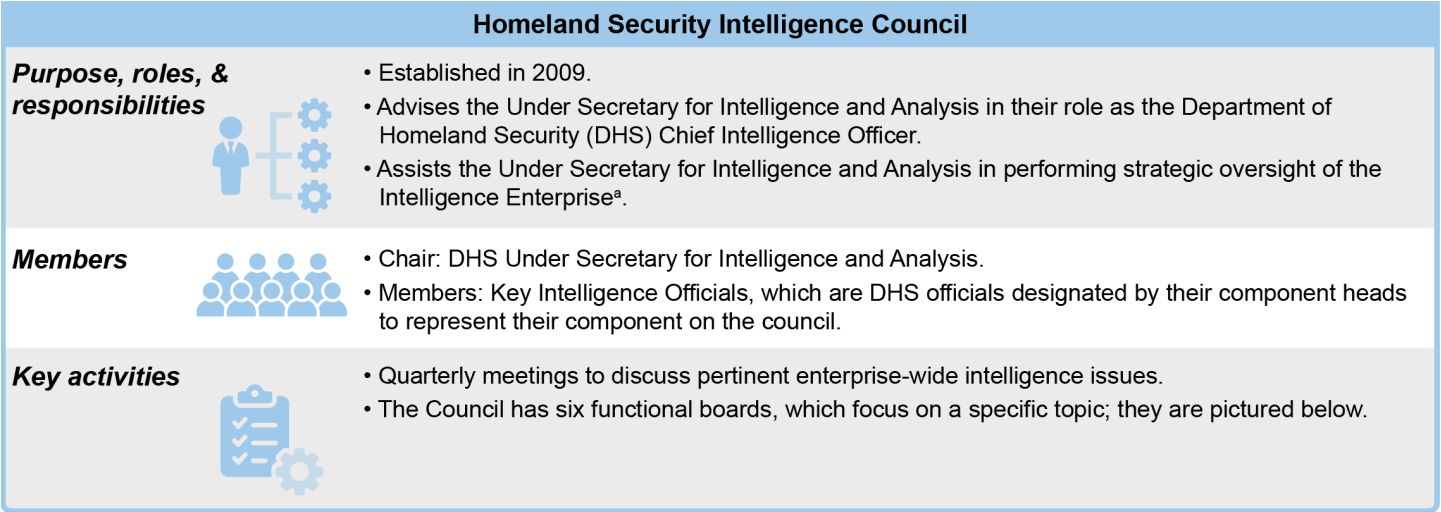 Homeland Security Intelligence Council
Purpose, roles, &
responsibilities
• Established in 2009.
• Advises the Under Secretary for Intelligence and Analysis in their role as the Department of
Homeland Security (DHS) Chief Intelligence Officer.
• Assists the Under Secretary for Intelligence and Analysis in performing strategic oversight of the
Intelligence Enterpriseᵃ.
Members
• Chair: DHS Under Secretary for Intelligence and Analysis.
• Members: Key Intelligence Officials, which are DHS officials designated by their component heads
to represent their component on the council.
Key activities
• Quarterly meetings to discuss pertinent enterprise-wide intelligence issues.
• The Council has six functional boards, which focus on a specific topic; they are pictured below.